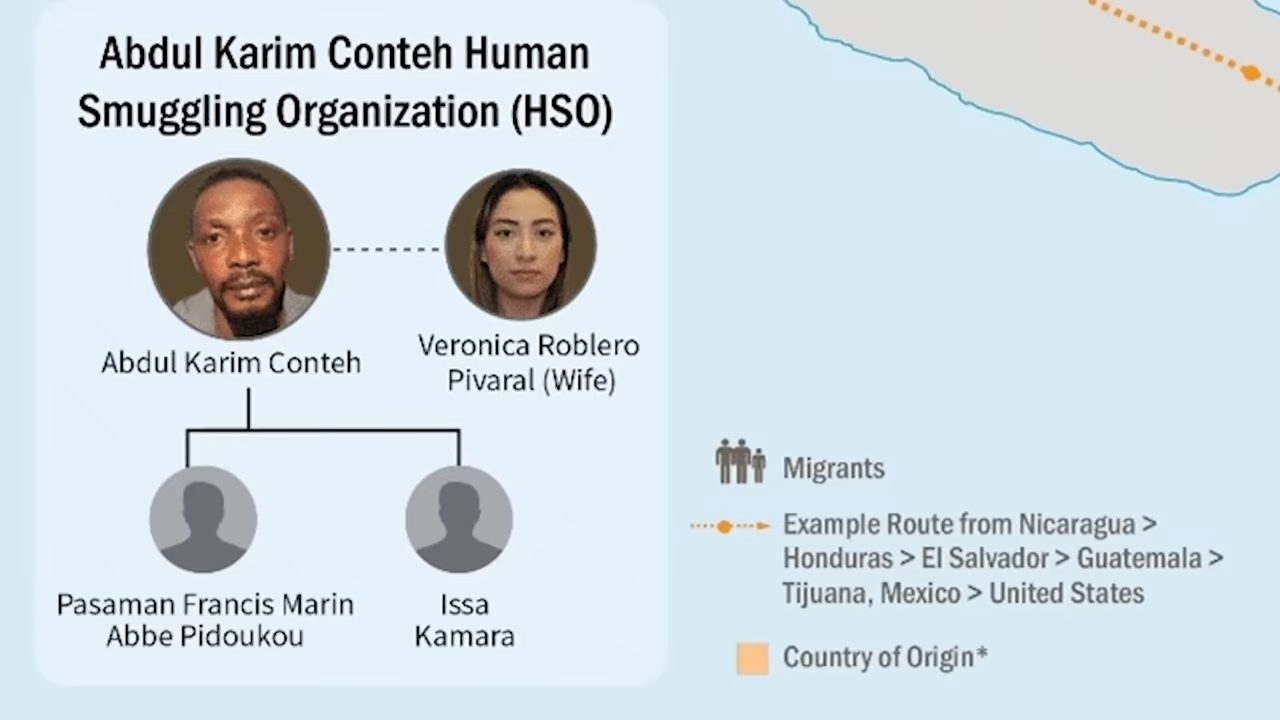 Abdul Karim Conteh Human
Smuggling Organization (HSO)
Abdul Karim Conteh
Veronica Roblero
Pivaral (Wife)
Pasaman Francis Marin
Abbe Pidoukou
Issa
Kamara
Migrants
Example Route from Nicaragua >
Honduras > El Salvador > Guatemala >
Tijuana, Mexico > United States
Country of Origin*